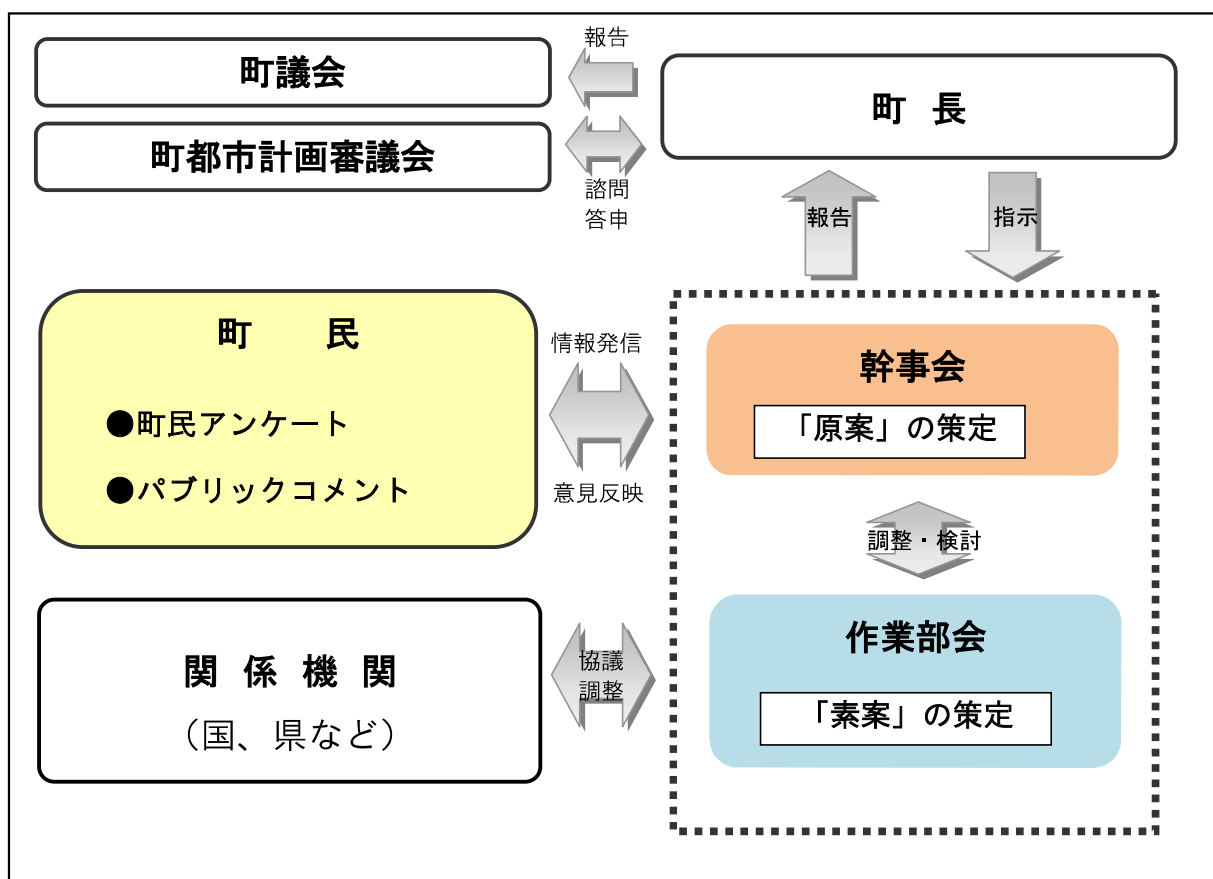 報告
町議会
町 長
町都市計画審議会
諮問
答申
報告
指示
町 民
●町民アンケート
●パブリックコメント
情報発信
意見反映
幹事会
「原案」の策定
調整・検討
関 係 機 関
（国、県など）
協議
調整
作業部会
「素案」の策定